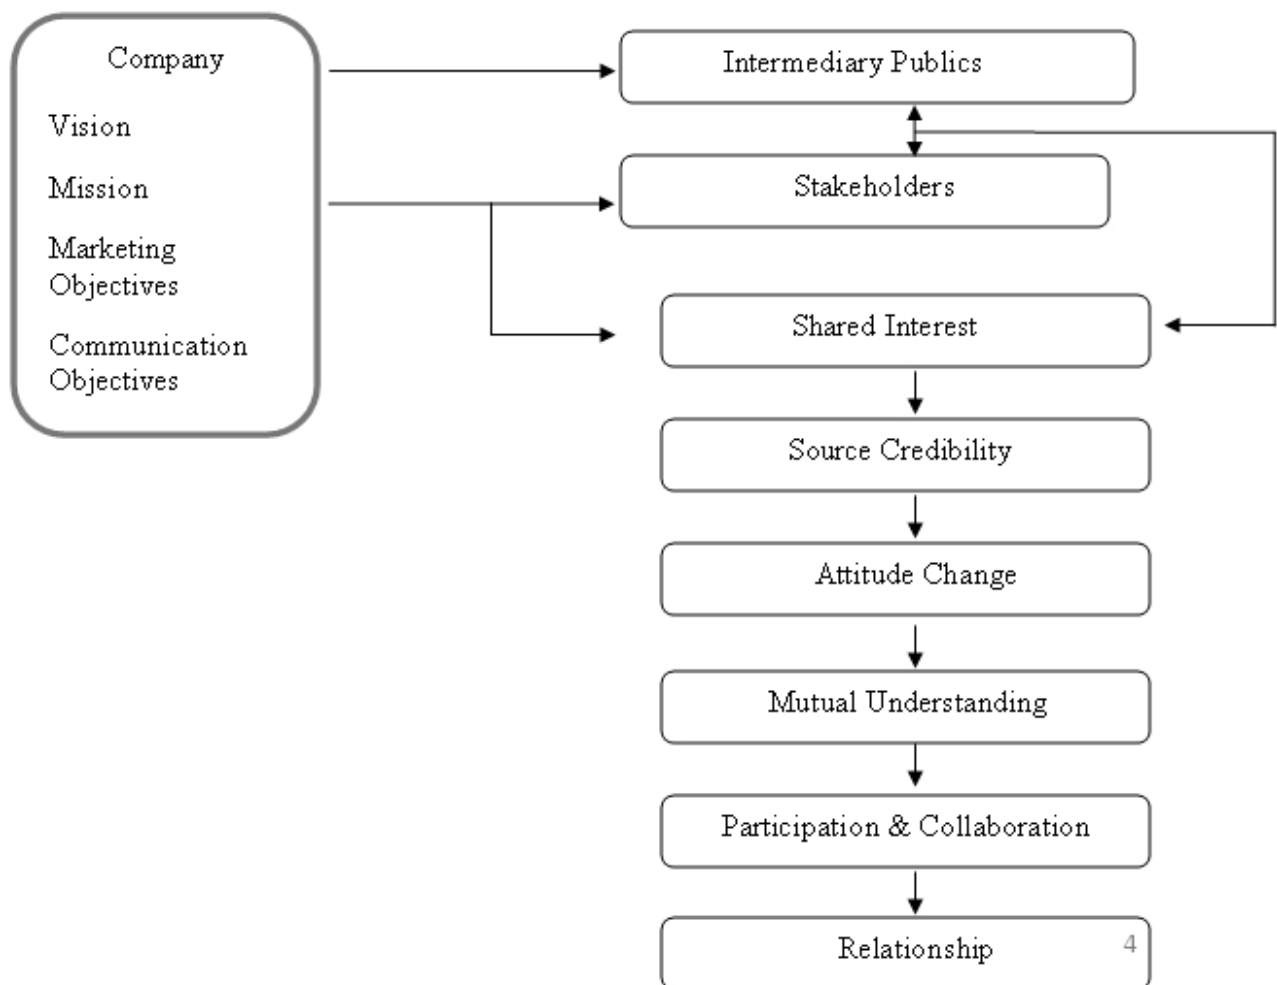 Company
Vision
Mission
Marketing
Objectives
Communication
Objectives
Intermediary Publics
Stakeholders
Shared Interest
Source Credibility
Attitude Change
Mutual Understanding
Participation & Collaboration
Relationship
4